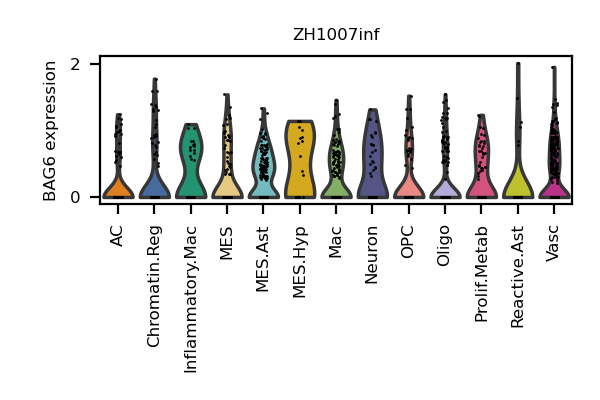 ZH1007inf
BAG6 expression
2
0
AC
Chromatin.Reg
Inflammatory.Mac
MES
MES.Ast
MES.Hyp
Mac
Neuron
OPC
Oligo
Prolif.Metab
Reactive.Ast
Vasc